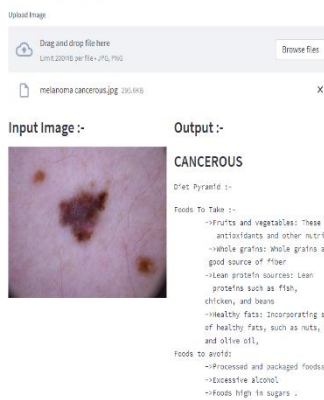 Upload Image
Drag and drop file here
Limit 200MB per file • JPG, PNG
Browse files
melanoma cancerous.jpg 295.6KB
X
Input Image :-
Output :-
CANCEROUS
Diet Pyramid :-
Foods To Take :-
->Fruits and vegetables: These
antioxidants and other nutri
->Whole grains: Whole grains a
good source of fiber
->Lean protein sources: Lean
proteins such as fish,
chicken, and beans
->Healthy fats: Incorporating s
of healthy fats, such as nuts,
and olive oil,
Foods to avoid:
->Processed and packaged foods
->Excessive alcohol
->Foods high in sugars .